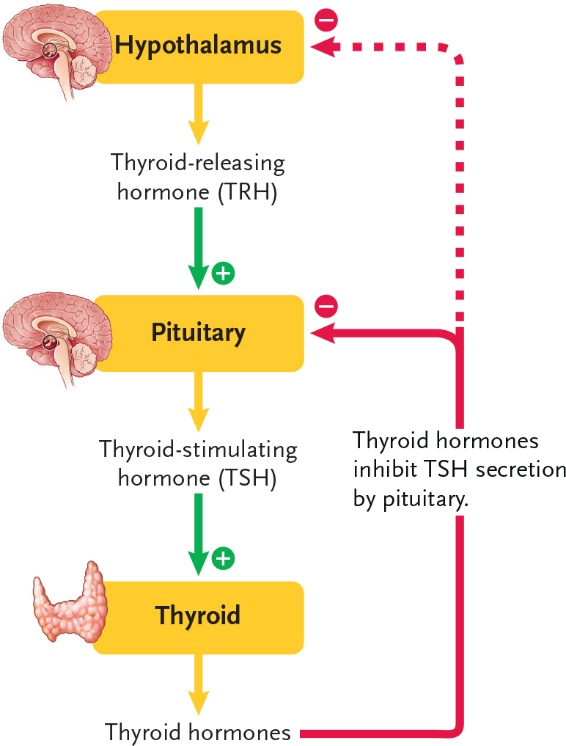 Hypothalamus
Thyroid-releasing
hormone (TRH)
+
−
Pituitary
−
Thyroid-stimulating
hormone (TSH)
+
Thyroid hormones
inhibit TSH secretion
by pituitary.
Thyroid
Thyroid hormones